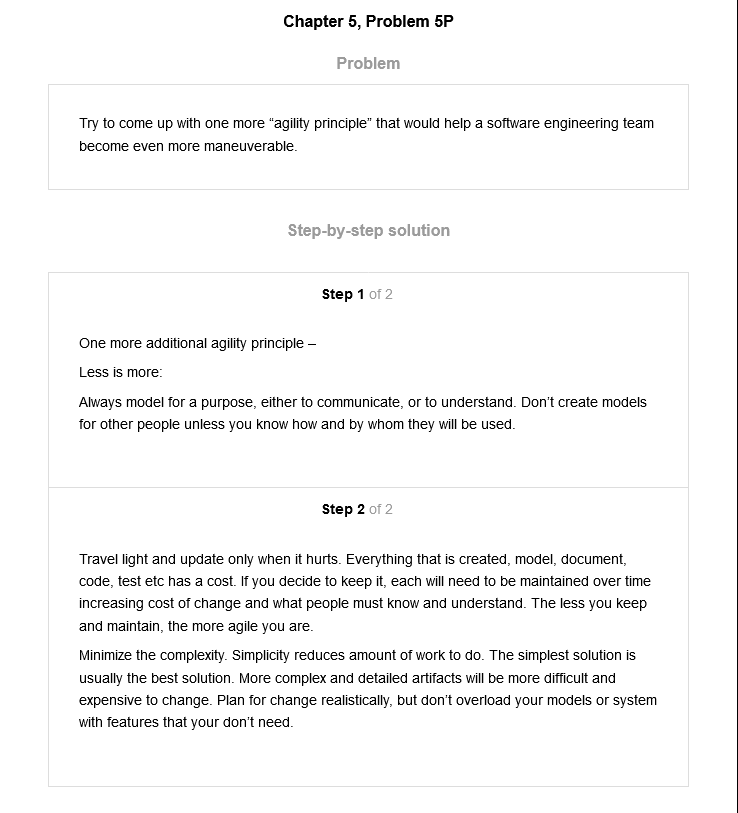 Chapter 5, Problem 5P
Problem
Try to come up with one more “agility principle” that would help a software engineering team
become even more maneuverable.
Step-by-step solution
Step 1 of 2
One more additional agility principle –
Less is more:
Always model for a purpose, either to communicate, or to understand. Don’t create models
for other people unless you know how and by whom they will be used.
Step 2 of 2
Travel light and update only when it hurts. Everything that is created, model, document,
code, test etc has a cost. If you decide to keep it, each will need to be maintained over time
increasing cost of change and what people must know and understand. The less you keep
and maintain, the more agile you are.
Minimize the complexity. Simplicity reduces amount of work to do. The simplest solution is
usually the best solution. More complex and detailed artifacts will be more difficult and
expensive to change. Plan for change realistically, but don’t overload your models or system
with features that your don’t need.